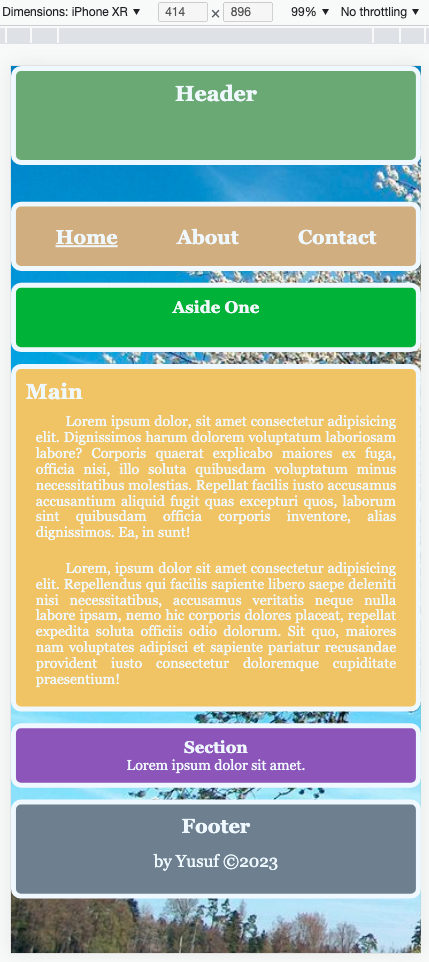 Dimensions: iPhone XR ▼ 414 × 896 99% ▼ No throttling ▼
Header
Home About Contact
Aside One
Main
Lorem ipsum dolor, sit amet consectetur adipisicing
elit. Dignissimos harum dolorem voluptatum laboriosam
labore? Corporis quaerat explicabo maiores ex fuga,
officia nisi, illo soluta quibusdam voluptatum minus
necessitatibus molestias. Repellat facilis iusto accusamus
accusantium aliquid fugit quas excepturi quos, laborum
sint quibusdam officia corporis inventore, alias
dignissimos. Ea, in sunt!
Lorem, ipsum dolor sit amet consectetur adipisicing
elit. Repellendus qui facilis sapiente libero saepe deleniti
nisi necessitatibus, accusamus veritatis neque nulla
labore ipsam, nemo hic corporis dolores placeat, repellat
expedita soluta officiis odio dolorum. Sit quo, maiores
nam voluptates adipisci et sapiente pariatur recusandae
provident iusto consectetur doloremque cupiditate
praesentium!
Section
Lorem ipsum dolor sit amet.
Footer
by Yusuf ©2023